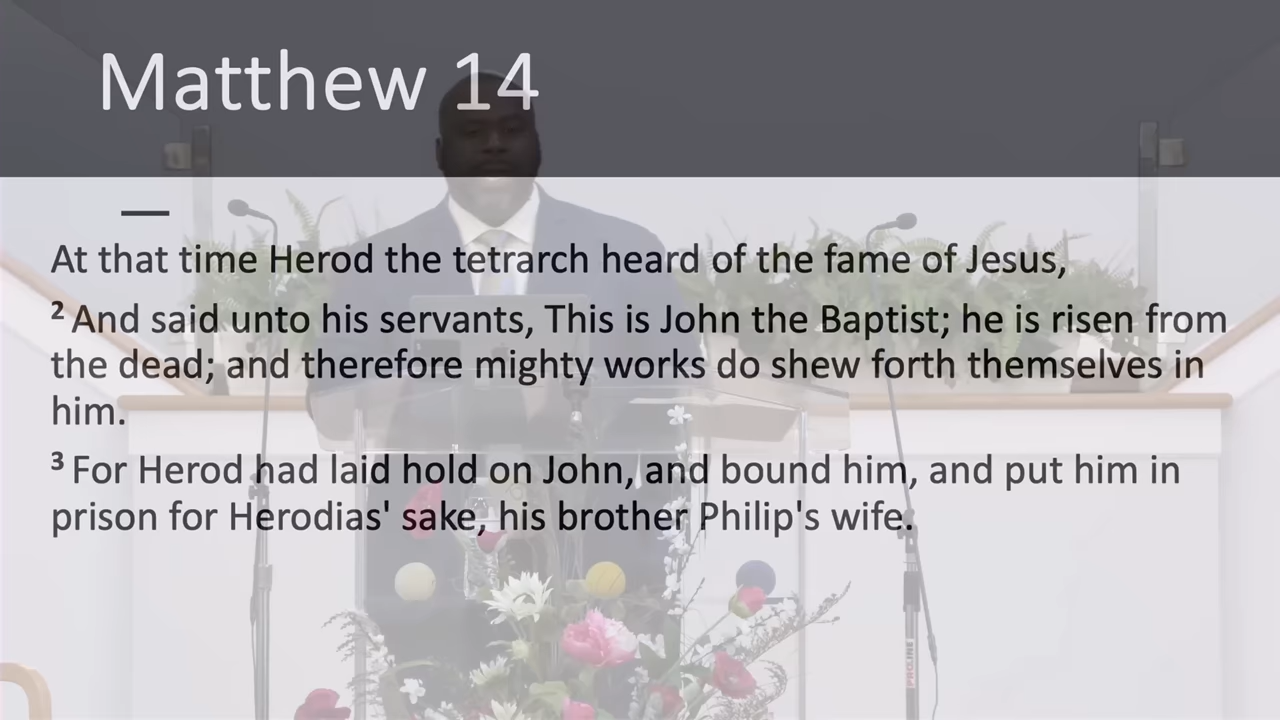 Matthew 14
At that time Herod the tetrarch heard of the fame of Jesus,
2 And said unto his servants, This is John the Baptist; he is risen from
the dead; and therefore mighty works do shew forth themselves in
him.
3 For Herod had laid hold on John, and bound him, and put him in
prison for Herodias' sake, his brother Philip's wife.
PROLINE